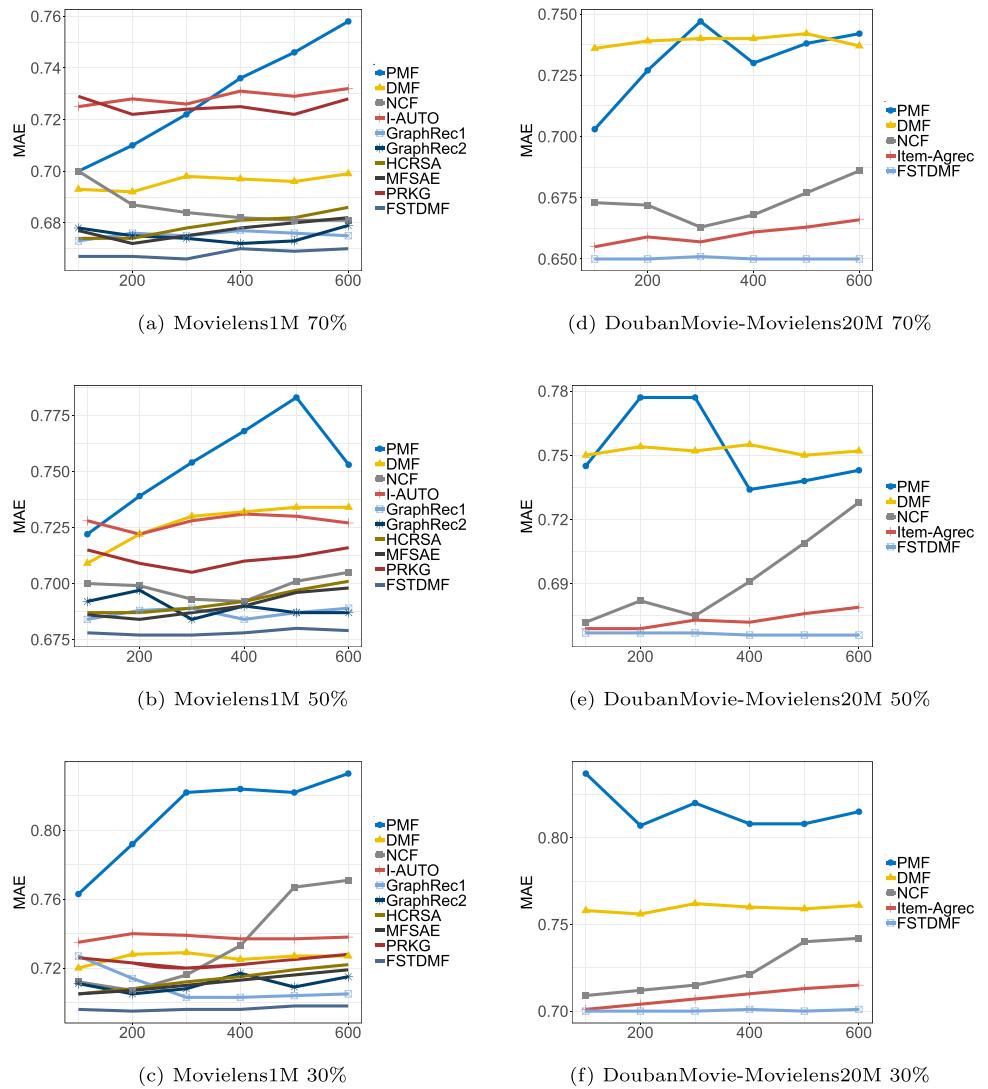 0.76
0.74
0.72
0.70
0.68
MAE
200 400 600
PMF
DMF
NCF
I-AUTO
GraphRec1
GraphRec2
HCRSA
MFSAE
PRKG
FSTDMF
(a) Movielens1M 70%
0.750
0.725
0.700
0.675
0.650
MAE
200 400 600
PMF
DMF
NCF
Item-Agrec
FSTDMF
(d) DoubanMovie-Movielens20M 70%
0.775
0.750
0.725
0.700
0.675
MAE
200 400 600
PMF
DMF
NCF
I-AUTO
GraphRec1
GraphRec2
HCRSA
MFSAE
PRKG
FSTDMF
(b) Movielens1M 50%
0.78
0.75
0.72
0.69
MAE
200 400 600
PMF
DMF
NCF
Item-Agrec
FSTDMF
(e) DoubanMovie-Movielens20M 50%
0.80
0.76
0.72
MAE
200 400 600
PMF
DMF
NCF
I-AUTO
GraphRec1
GraphRec2
HCRSA
MFSAE
PRKG
FSTDMF
(c) Movielens1M 30%
0.80
0.75
0.70
MAE
200 400 600
PMF
DMF
NCF
Item-Agrec
FSTDMF
(f) DoubanMovie-Movielens20M 30%